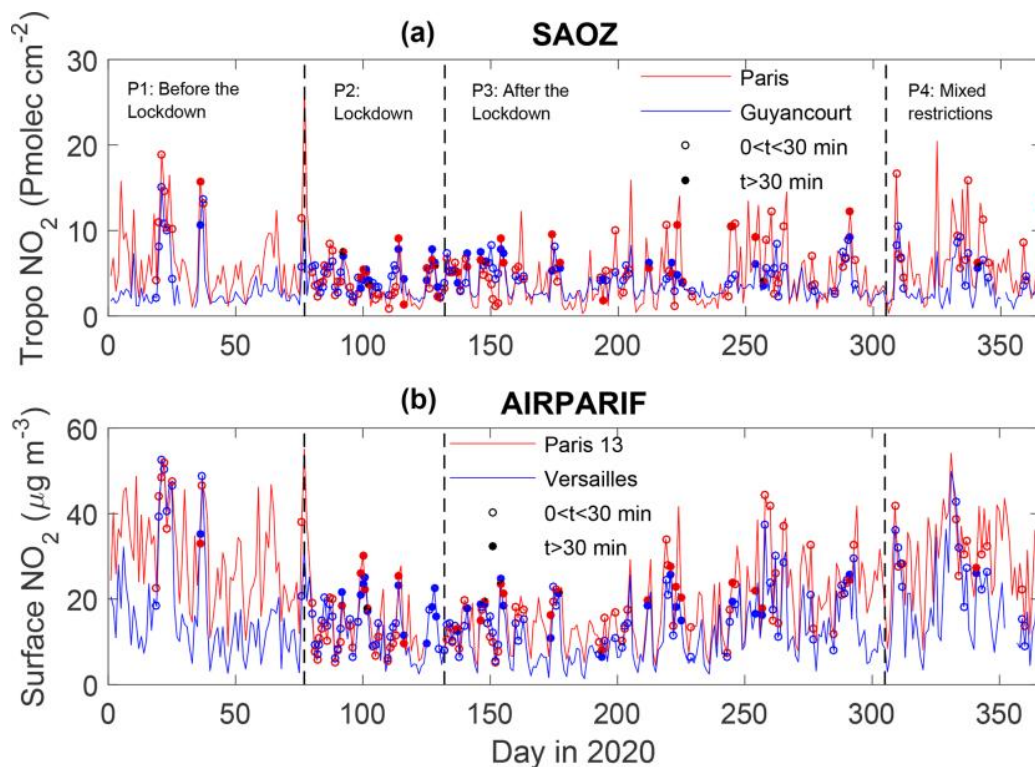 (a) SAOZ
Tropo NO2 (Pmolec cm-2)
30
20
10
0
P1: Before the
Lockdown
P2:
Lockdown
P3: After the
Lockdown
P4: Mixed
restrictions
Paris
Guyancourt
0<t<30 min
t>30 min
0 50 100 150 200 250 300 350
(b) AIRPARIF
Surface NO2 (μg m-3)
60
40
20
0
Paris 13
Versailles
0<t<30 min
t>30 min
0 50 100 150 200 250 300 350
Day in 2020